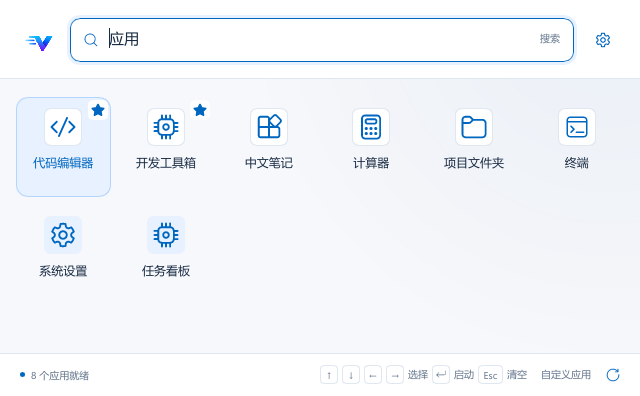 应用 搜索
代码编辑器 开发工具箱 中文笔记 计算器 项目文件夹 终端
系统设置 任务看板
8 个应用就绪 ↑ ↓ ← → 选择 ↵ 启动 Esc 清空 自定义应用